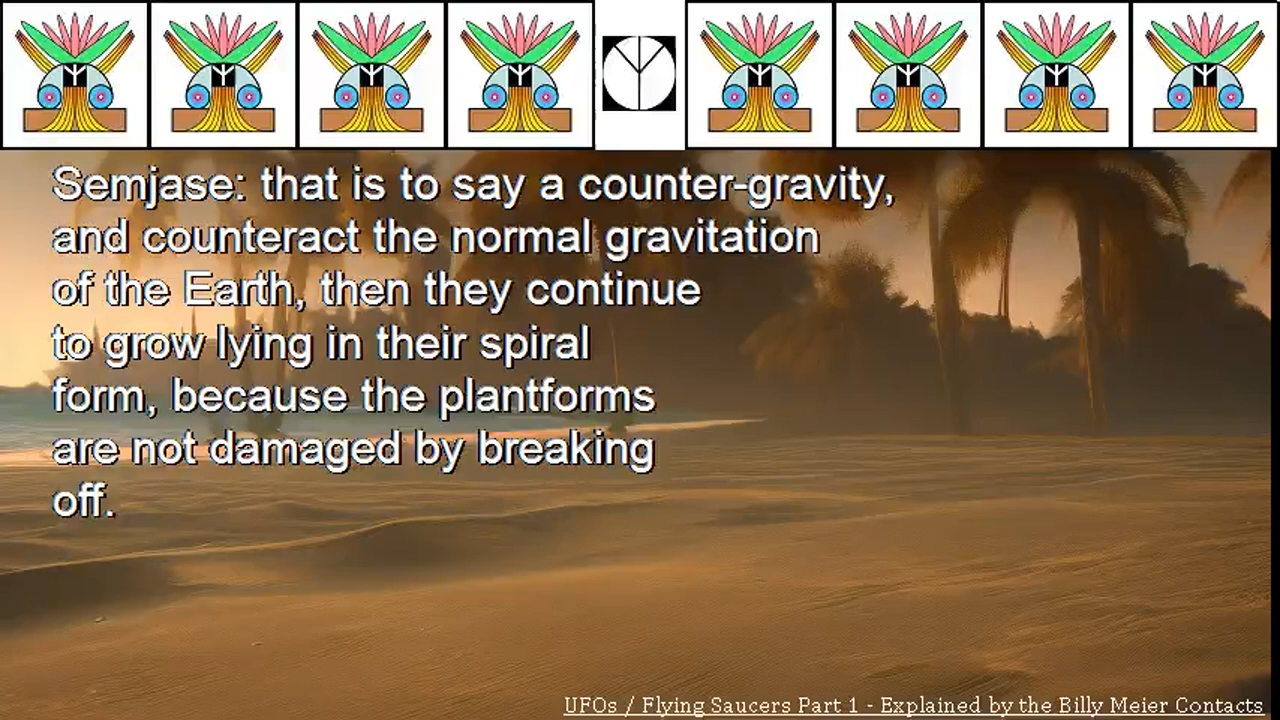 Semjase: that is to say a counter-gravity,
and counteract the normal gravitation
of the Earth, then they continue
to grow lying in their spiral
form, because the plantforms
are not damaged by breaking
off.
UFOs / Flying Saucers Part 1 - Explained by the Billy Meier Contacts